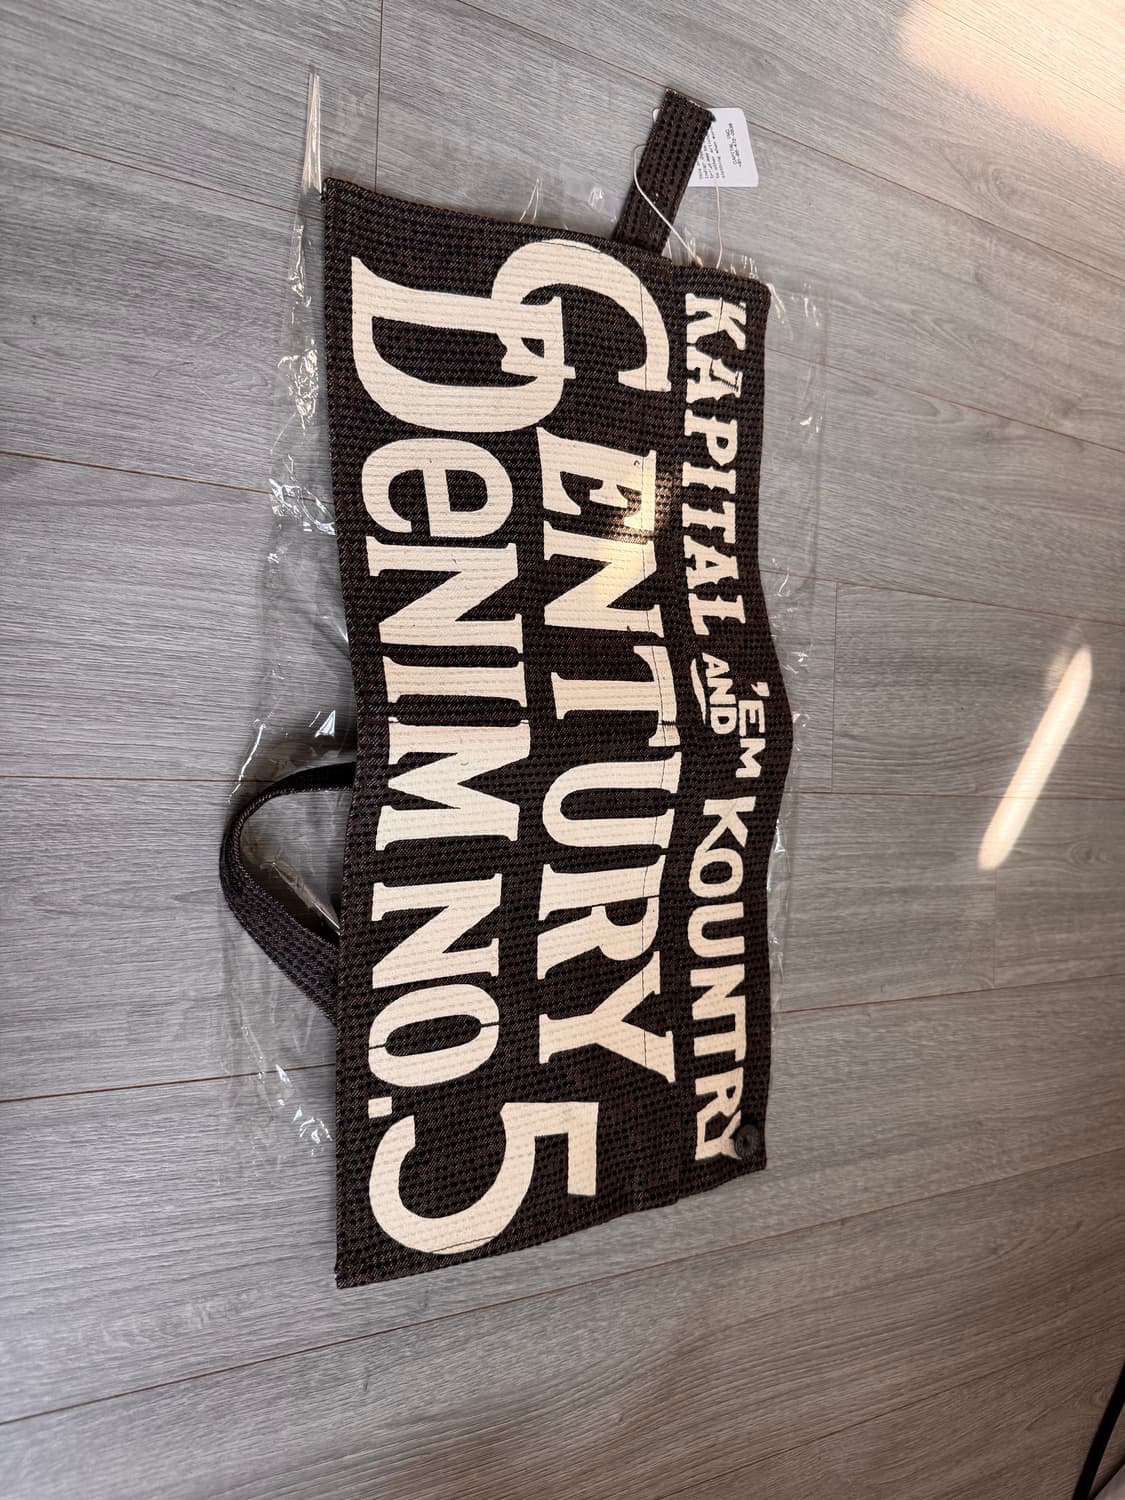 KAPITAL AND 'EM KOUNTRY
CENTURY
DeNIM NO.5